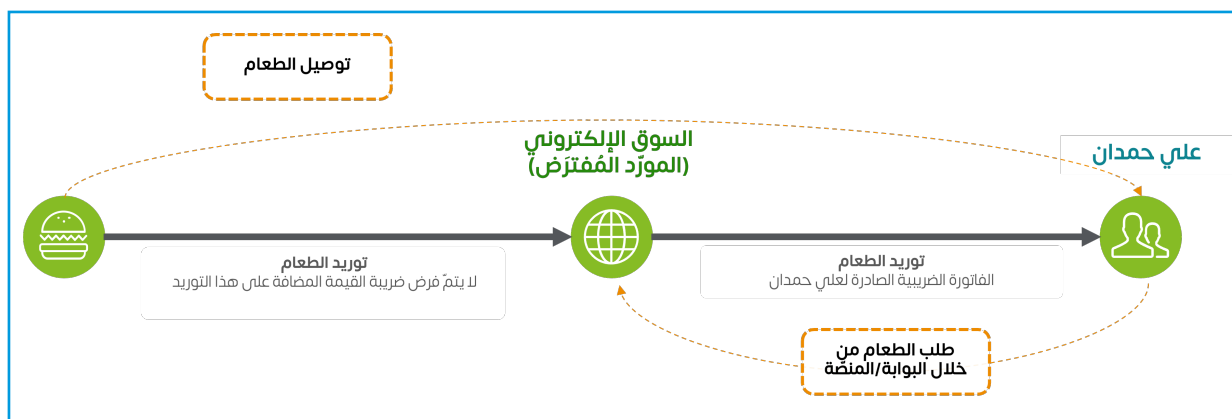 توصيل الطعام
السوق الإلكتروني
(المورّد المُفترَض)
علي حمدان
توريد الطعام
الفاتورة الضريبية الصادرة لعلي حمدان
توريد الطعام
لا يتمّ فرض ضريبة القيمة المضافة على هذا التوريد
طلب الطعام من
خلال البوابة/المنصّة